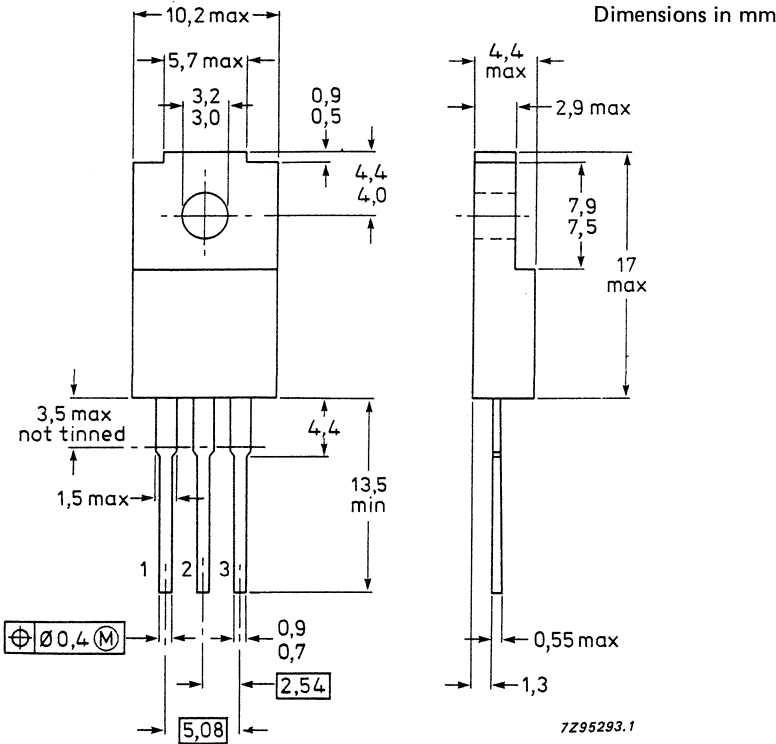 Dimensions in mm
10,2 max
5,7 max
3,2
3,0
0,9
0,5
4,4
4,0
4,4
max
2,9 max
7,9
7,5
17
max
3,5 max
not tinned
4,4
1,5 max
13,5
min
1 2 3
Ø 0,4 Ⓜ
0,9
0,7
2,54
5,08
0,55 max
1,3
7Z95293.1